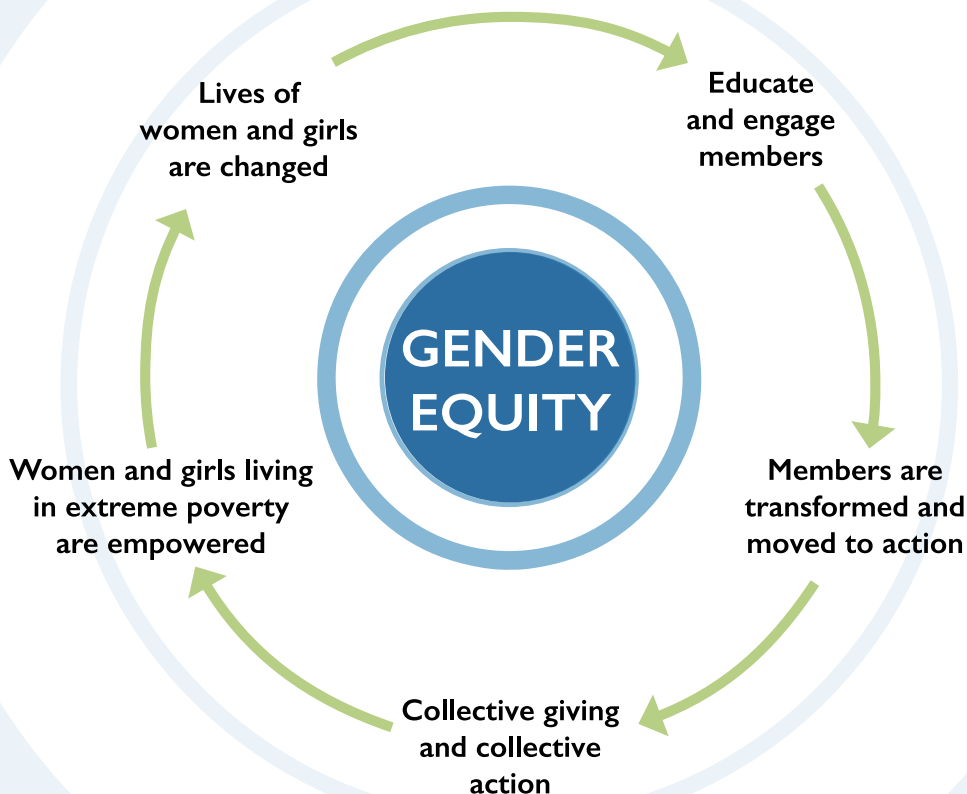 Lives of
women and girls
are changed
Educate
and engage
members
GENDER
EQUITY
Women and girls living
in extreme poverty
are empowered
Members are
transformed and
moved to action
Collective giving
and collective
action